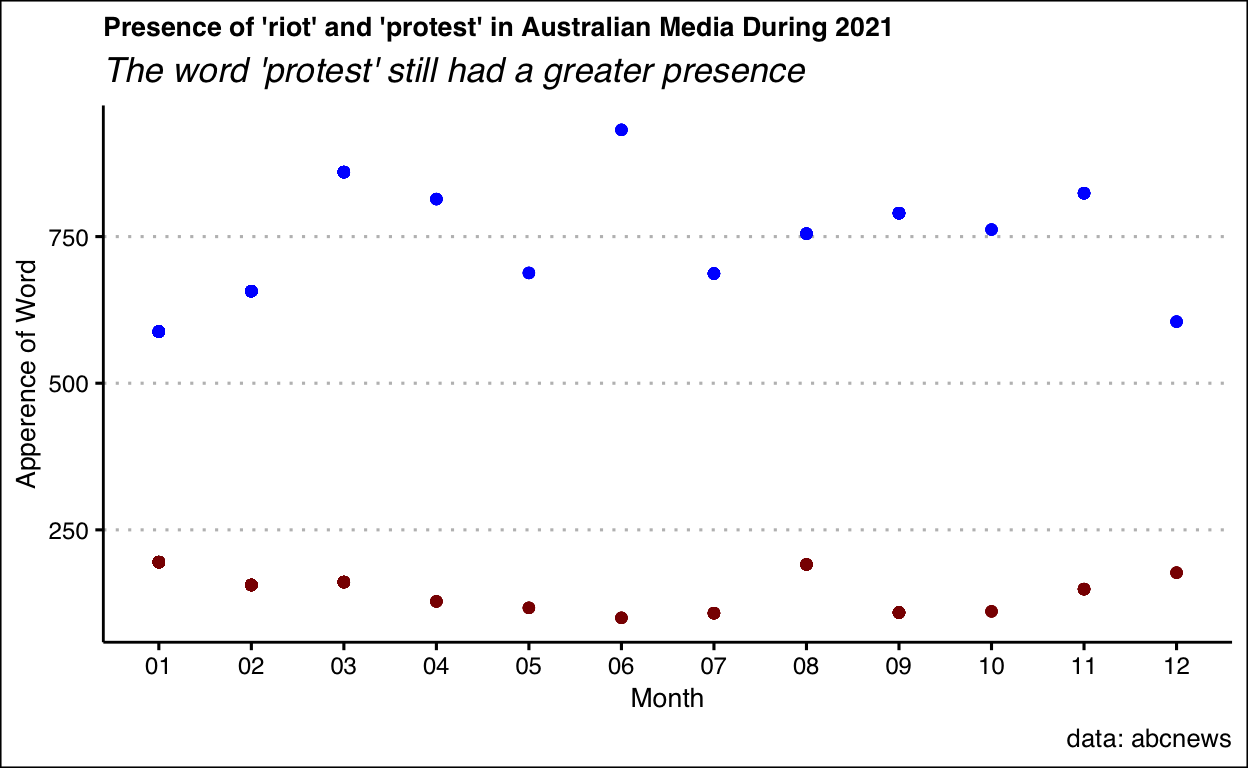 Presence of 'riot' and 'protest' in Australian Media During 2021
The word 'protest' still had a greater presence
Apperence of Word
750
500
250
01 02 03 04 05 06 07 08 09 10 11 12
Month
data: abcnews